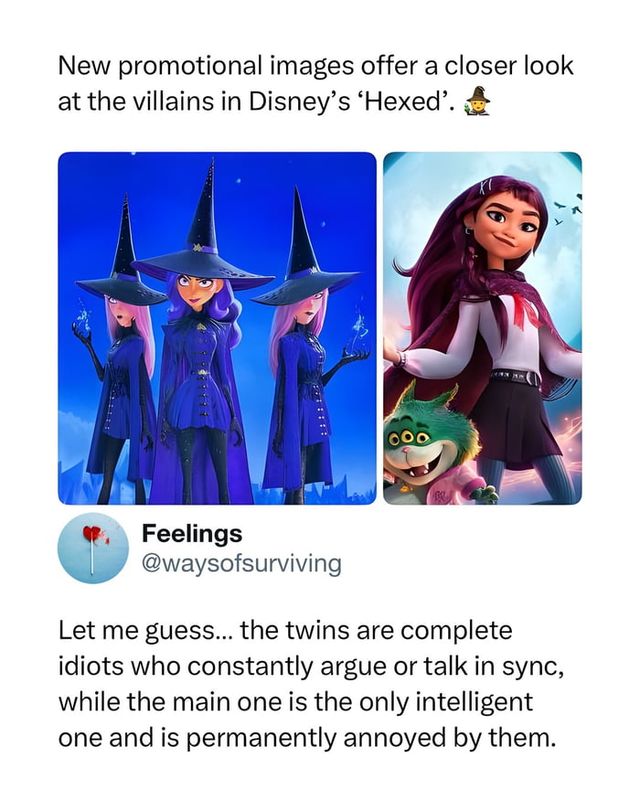 New promotional images offer a closer look
at the villains in Disney’s ‘Hexed’. 🧙‍♀️
Feelings
@waysofsurviving
Let me guess... the twins are complete
idiots who constantly argue or talk in sync,
while the main one is the only intelligent
one and is permanently annoyed by them.